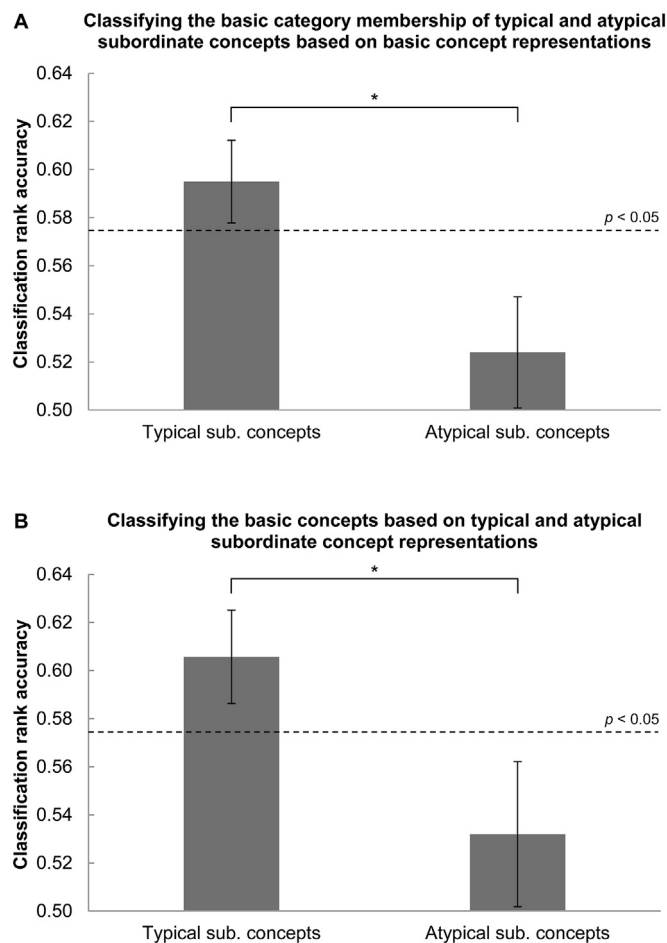 A
Classifying the basic category membership of typical and atypical
subordinate concepts based on basic concept representations
Classification rank accuracy
0.64
0.62
0.60
0.58
0.56
0.54
0.52
0.50
*
p < 0.05
Typical sub. concepts
Atypical sub. concepts
B
Classifying the basic concepts based on typical and atypical
subordinate concept representations
Classification rank accuracy
0.64
0.62
0.60
0.58
0.56
0.54
0.52
0.50
*
p < 0.05
Typical sub. concepts
Atypical sub. concepts